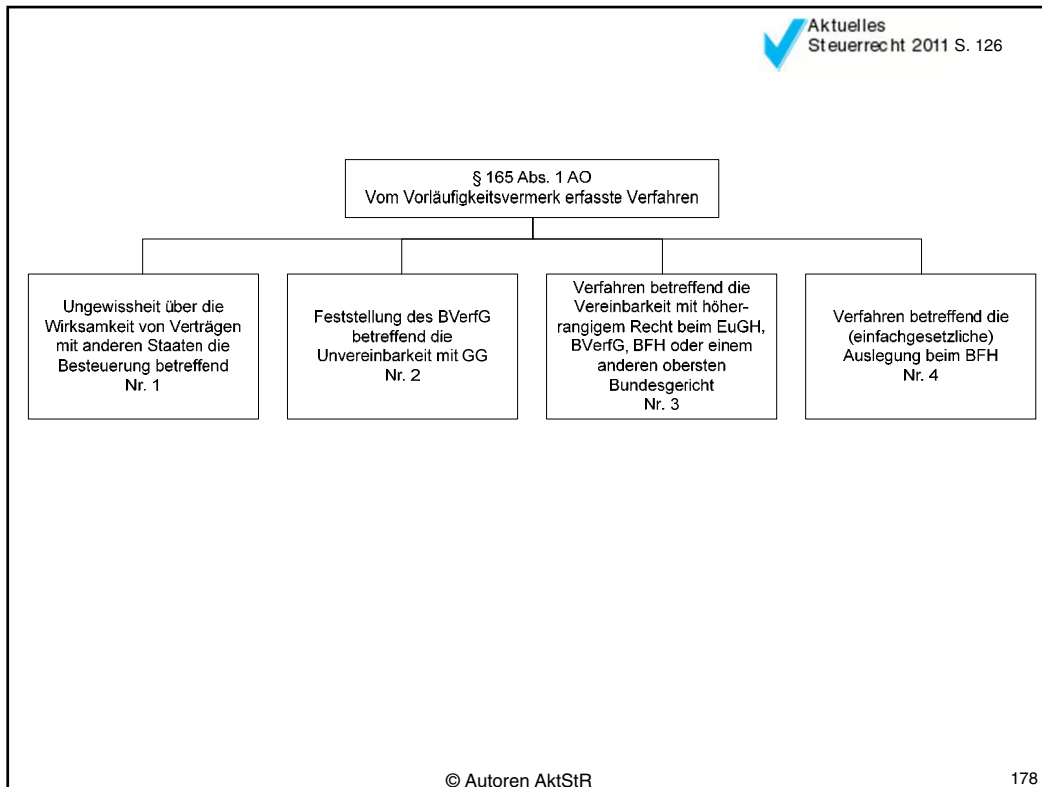 Aktuelles
Steuerrecht 2011 S. 126
§ 165 Abs. 1 AO
Vom Vorläufigkeitsvermerk erfasste Verfahren
Ungewissheit über die
Wirksamkeit von Verträgen
mit anderen Staaten die
Besteuerung betreffend
Nr. 1
Feststellung des BVerfG
betreffend die
Unvereinbarkeit mit GG
Nr. 2
Verfahren betreffend die
Vereinbarkeit mit höher-
rangigem Recht beim EuGH,
BVerfG, BFH oder einem
anderen obersten
Bundesgericht
Nr. 3
Verfahren betreffend die
(einfachgesetzliche)
Auslegung beim BFH
Nr. 4
© Autoren AktStR
178